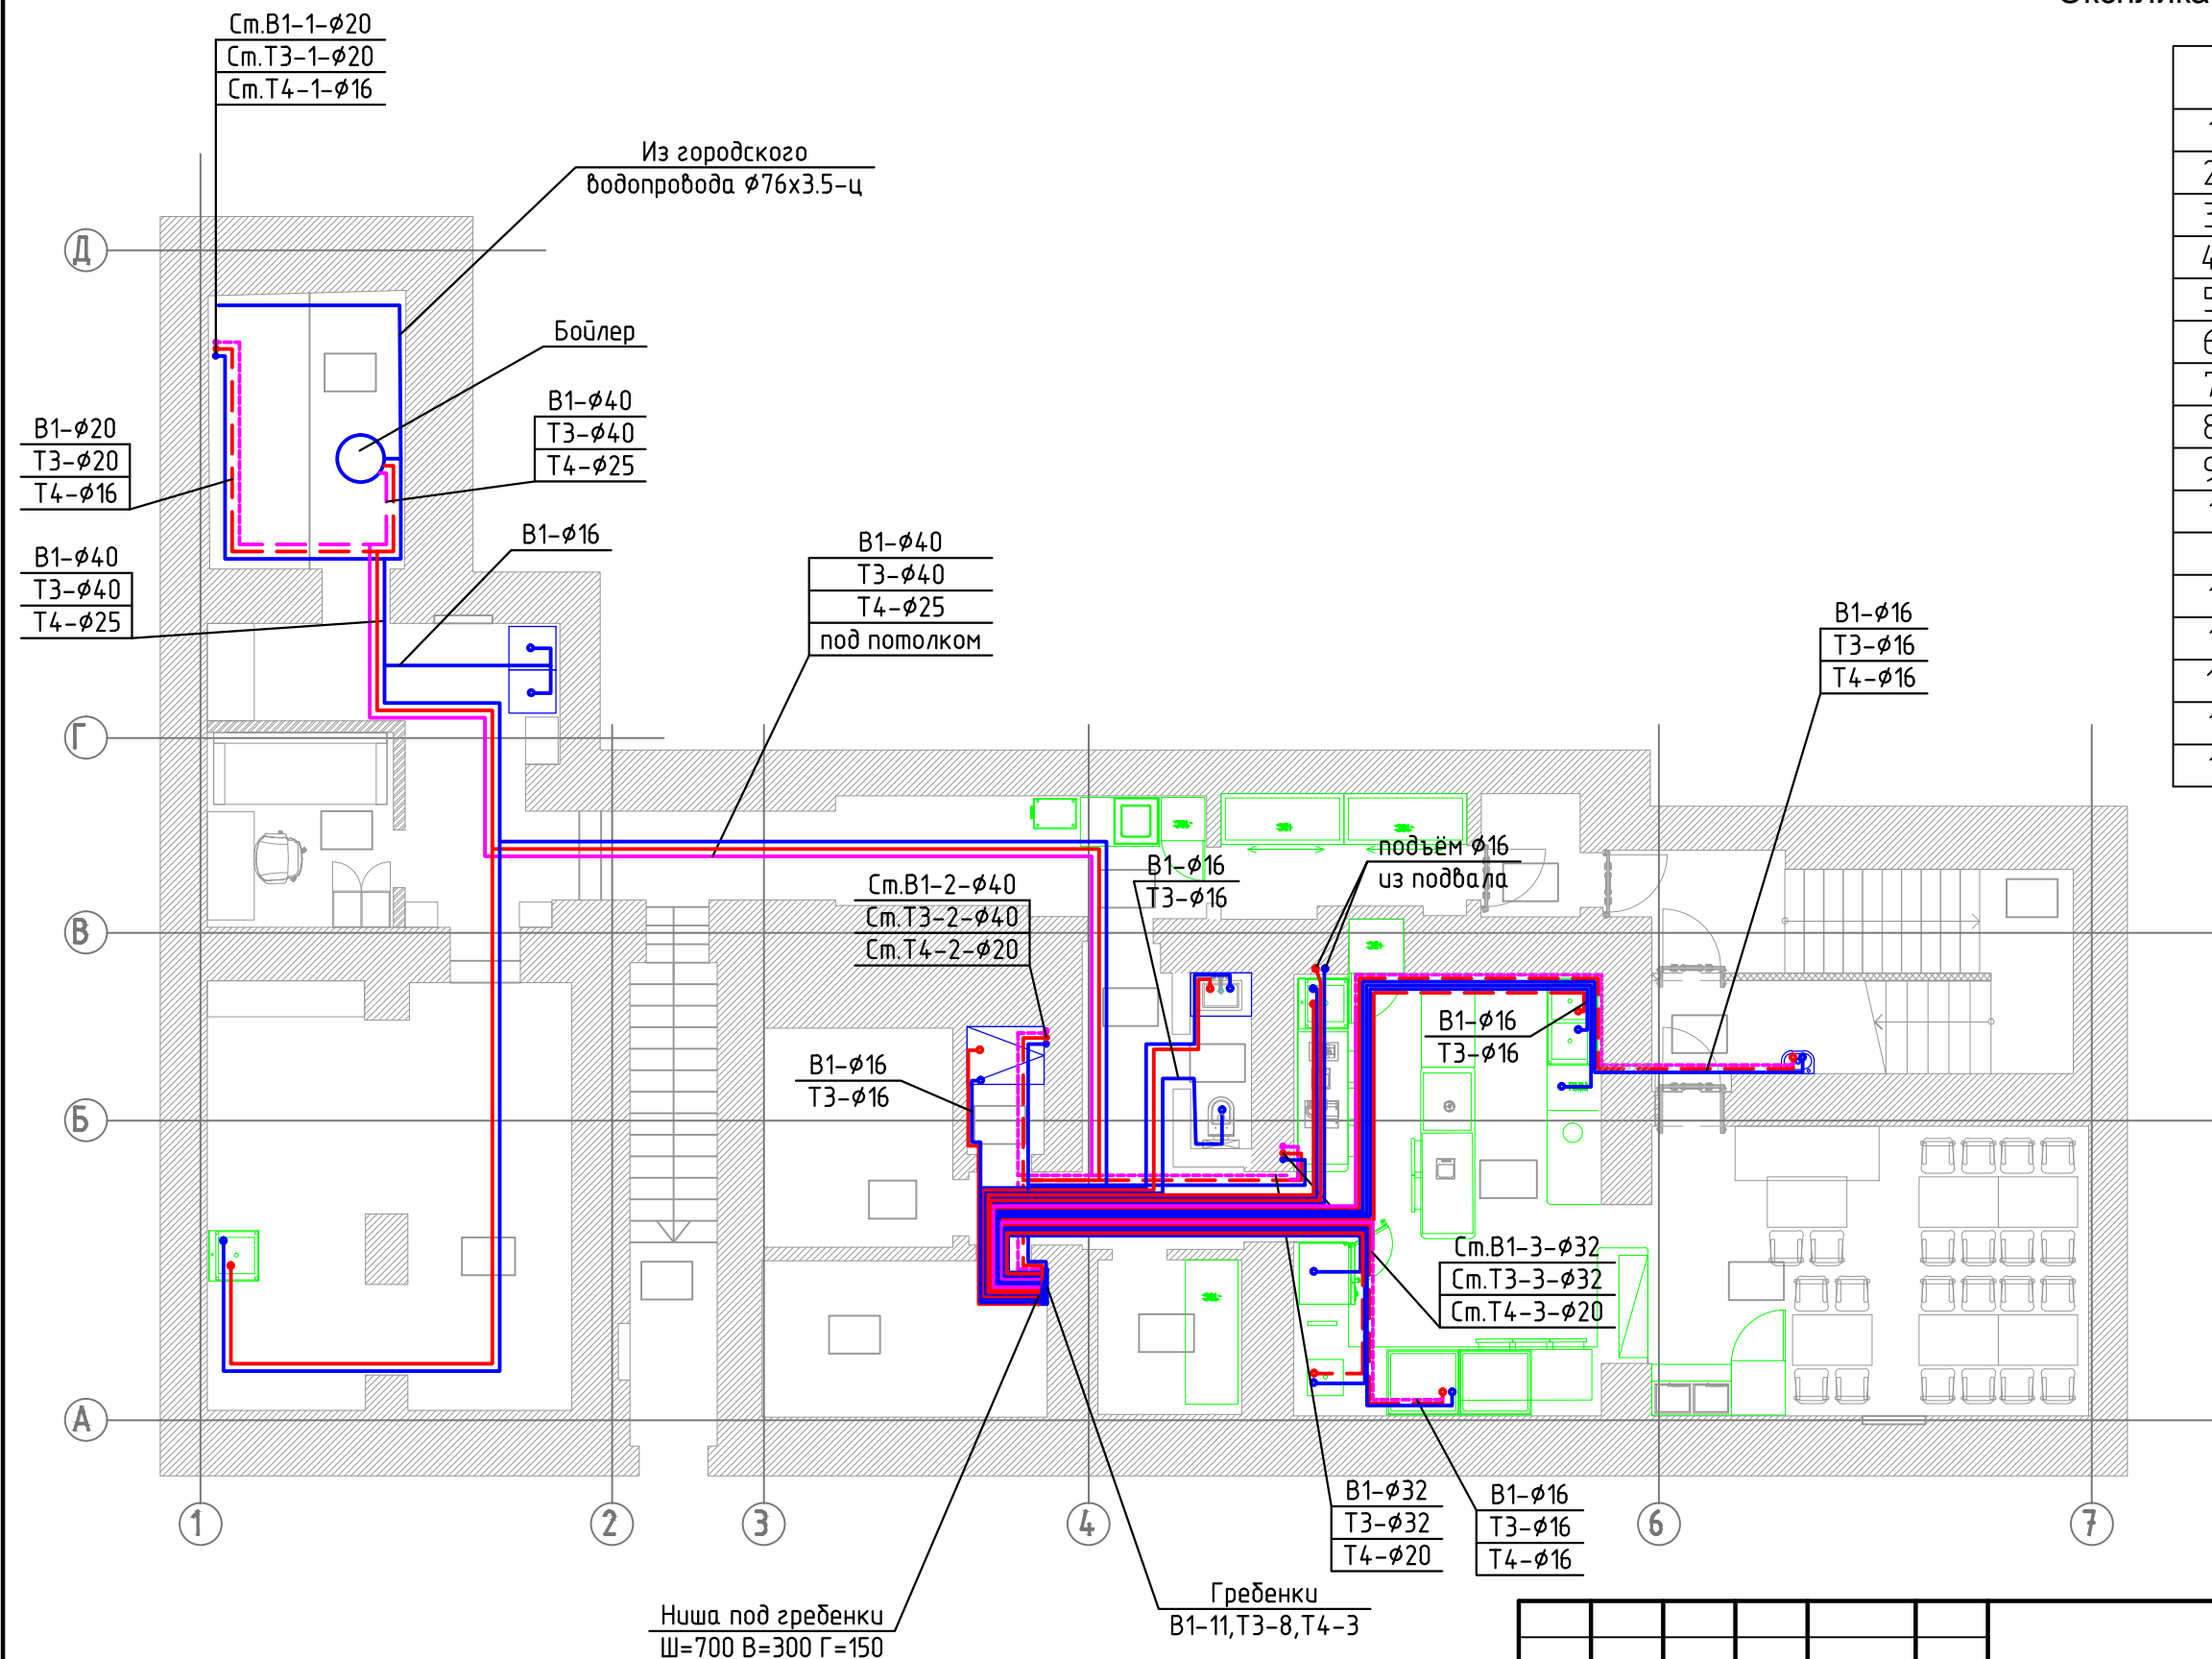 Ст.В1-1-Ø20
Ст.Т3-1-Ø20
Ст.Т4-1-Ø16
Из городского
водопровода Ø76х3.5-ц
Д
Бойлер
В1-Ø40
Т3-Ø40
Т4-Ø25
В1-Ø20
Т3-Ø20
Т4-Ø16
В1-Ø16
В1-Ø40
Т3-Ø40
Т4-Ø25
В1-Ø40
Т3-Ø40
Т4-Ø25
под потолком
В1-Ø16
Т3-Ø16
Т4-Ø16
Г
подъём Ø16
из подвала
В1-Ø16
Т3-Ø16
Ст.В1-2-Ø40
Ст.Т3-2-Ø40
Ст.Т4-2-Ø20
В
В1-Ø16
Т3-Ø16
В1-Ø16
Т3-Ø16
Б
Ст.В1-3-Ø32
Ст.Т3-3-Ø32
Ст.Т4-3-Ø20
А
В1-Ø32
Т3-Ø32
Т4-Ø20
В1-Ø16
Т3-Ø16
Т4-Ø16
1
2
3
4
6
7
Гребенки
В1-11,Т3-8,Т4-3
Ниша под гребенки
Ш=700 В=300 Г=150